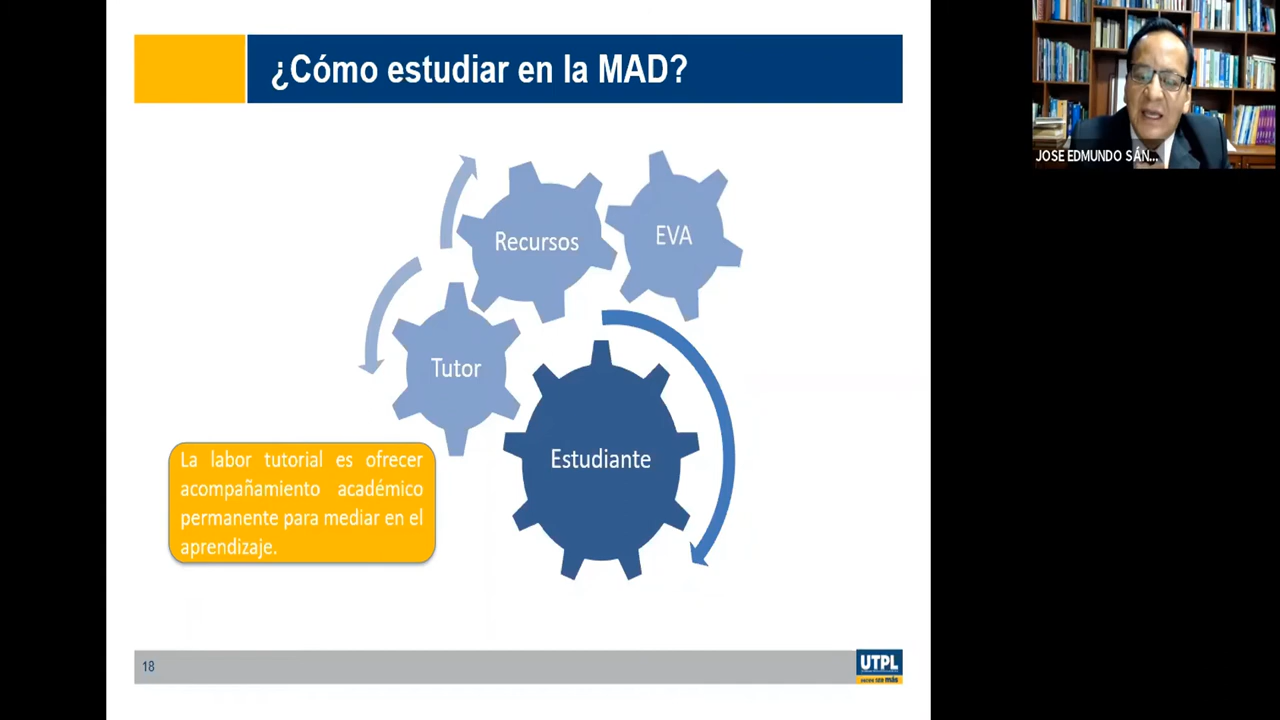 ¿Cómo estudiar en la MAD?
JOSE EDMUNDO SÁN...
Recursos
EVA
Tutor
Estudiante
La labor tutorial es ofrecer
acompañamiento académico
permanente para mediar en el
aprendizaje.
18
UTPL